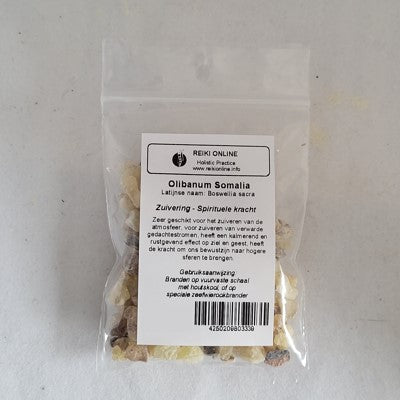 REIKI ONLINE
Holistic Practice
www.reikionline.info
Olibanum Somalia
Latijnse naam: Boswellia sacra
Zuivering - Spirituele kracht
Zeer geschikt voor het zuiveren van de
atmosfeer, voor zuiveren van verwarde
gedachtestromen, heeft een kalmerend en
rustgevend effect op ziel en geest, heeft
de kracht om ons bewustzijn naar hogere
sferen te brengen.
Gebruiksaanwijzing:
Branden op vuurvaste schaal
met houtskool, of op
speciale zeefwierookbrander
4250209803339